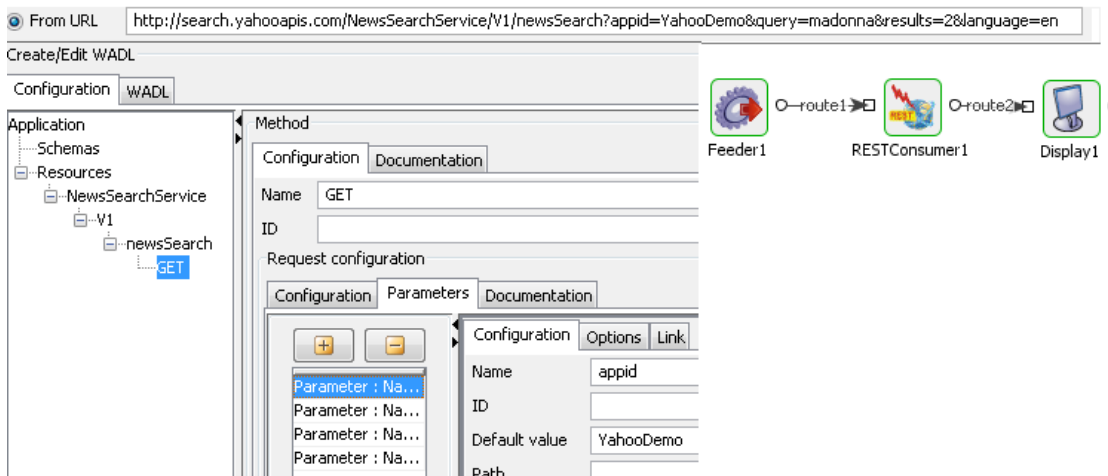 From URL http://search.yahooapis.com/NewsSearchService/V1/newsSearch?appid=YahooDemo&query=madonna&results=2&language=en
Create/Edit WADL
Configuration WADL
Application
Schemas
Resources
NewsSearchService
V1
newsSearch
GET
Method
Configuration Documentation
Name GET
ID
Request configuration
Configuration Parameters Documentation
Parameter : Na...
Parameter : Na...
Parameter : Na...
Parameter : Na...
Configuration Options Link
Name appid
ID
Default value YahooDemo
Path
route1 REST route2
Feeder1 RESTConsumer1 Display1